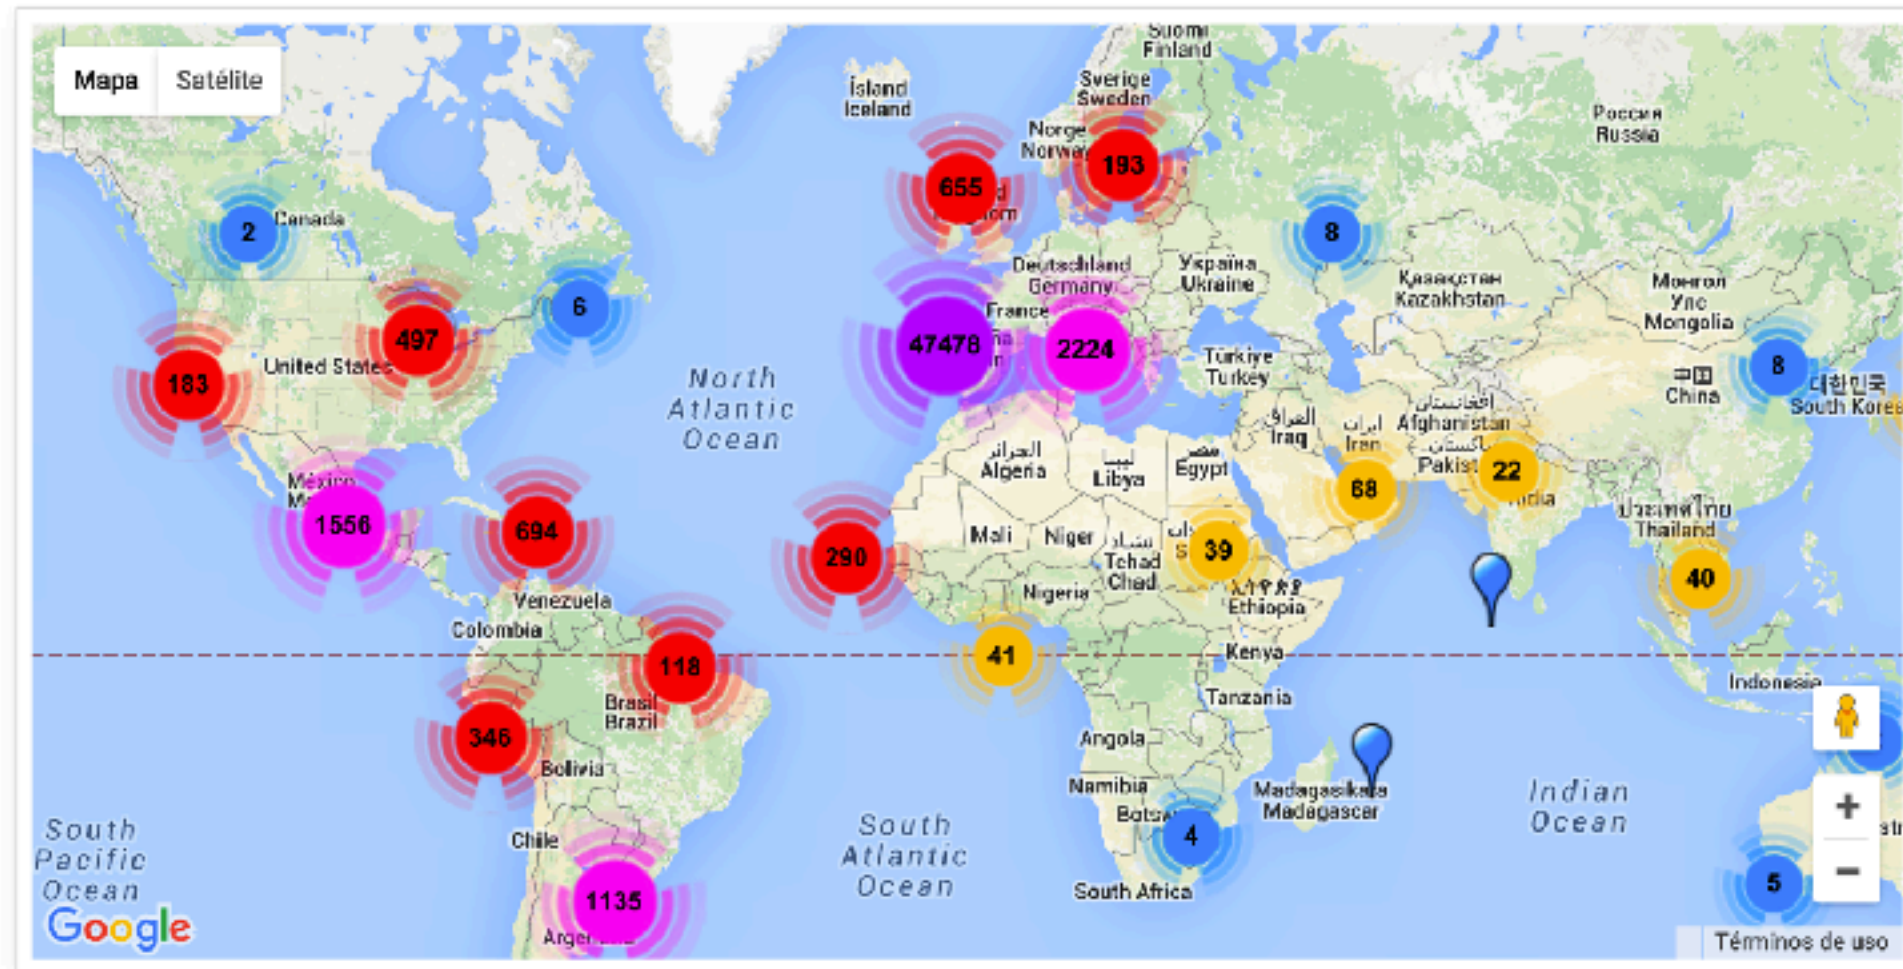 Mapa
Satélite
Suomi
Finland
Ísland
Iceland
Sverige
Sweden
Norge
Norway
Россия
Russia
655
193
2
Canada
8
Deutschland
Germany
Україна
Ukraine
Қазақстан
Kazakhstan
Монгол
Улс
Mongolia
6
France
497
47478
2224
United States
183
Türkiye
Turkey
8
대한민국
South Korea
中国
China
North
Atlantic
Ocean
العراق
Iraq
ایران
Iran
افغانستان
Afghanistan
الجزائر
Algeria
ليبيا
Libya
مصر
Egypt
پاکستان
22
68
México
1556
694
290
Mali
Niger
تشاد
Tchad
Chad
39
ประเทศไทย
Thailand
40
Nigeria
ኢትዮጵያ
Ethiopia
Venezuela
Colombia
41
Kenya
118
Brasil
Brazil
Tanzania
Indonesia
346
Angola
Bolivia
Namibia
Madagasikara
Madagascar
Indian
Ocean
South
Pacific
Ocean
Chile
South
Atlantic
Ocean
4
South Africa
5
1135
Google
Términos de uso